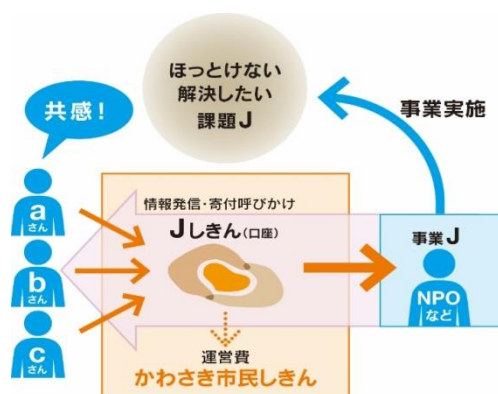 ほっとけない
解決したい
課題J
共感!
事業実施
情報発信・寄付呼びかけ
Jしきん(口座)
事業J
a
さん
b
さん
c
さん
NPO
など
運営費
かわさき市民しきん